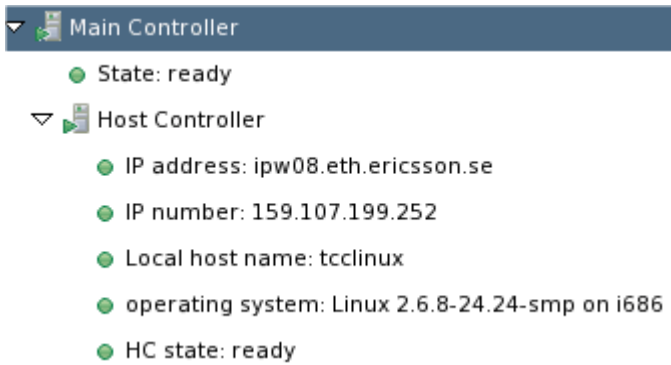 Main Controller
State: ready
Host Controller
IP address: ipw08.eth.ericsson.se
IP number: 159.107.199.252
Local host name: tcclinux
operating system: Linux 2.6.8-24.24-smp on i686
HC state: ready